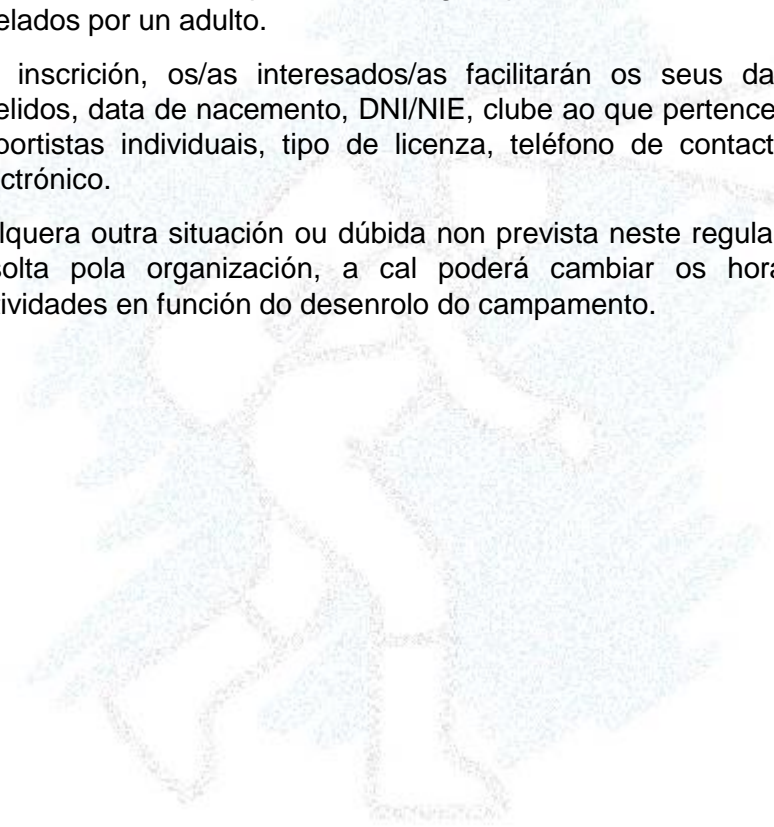 elados por un adulto.
inscrición, os/as interesados/as facilitarán os seus da
elidos, data de nacemento, DNI/NIE, clube ao que pertence
portistas individuais, tipo de licenza, teléfono de contact
ctrónico.
lquera outra situación ou dúbida non prevista neste regula
solta pola organización, a cal poderá cambiar os hora
tividades en función do desenrolo do campamento.